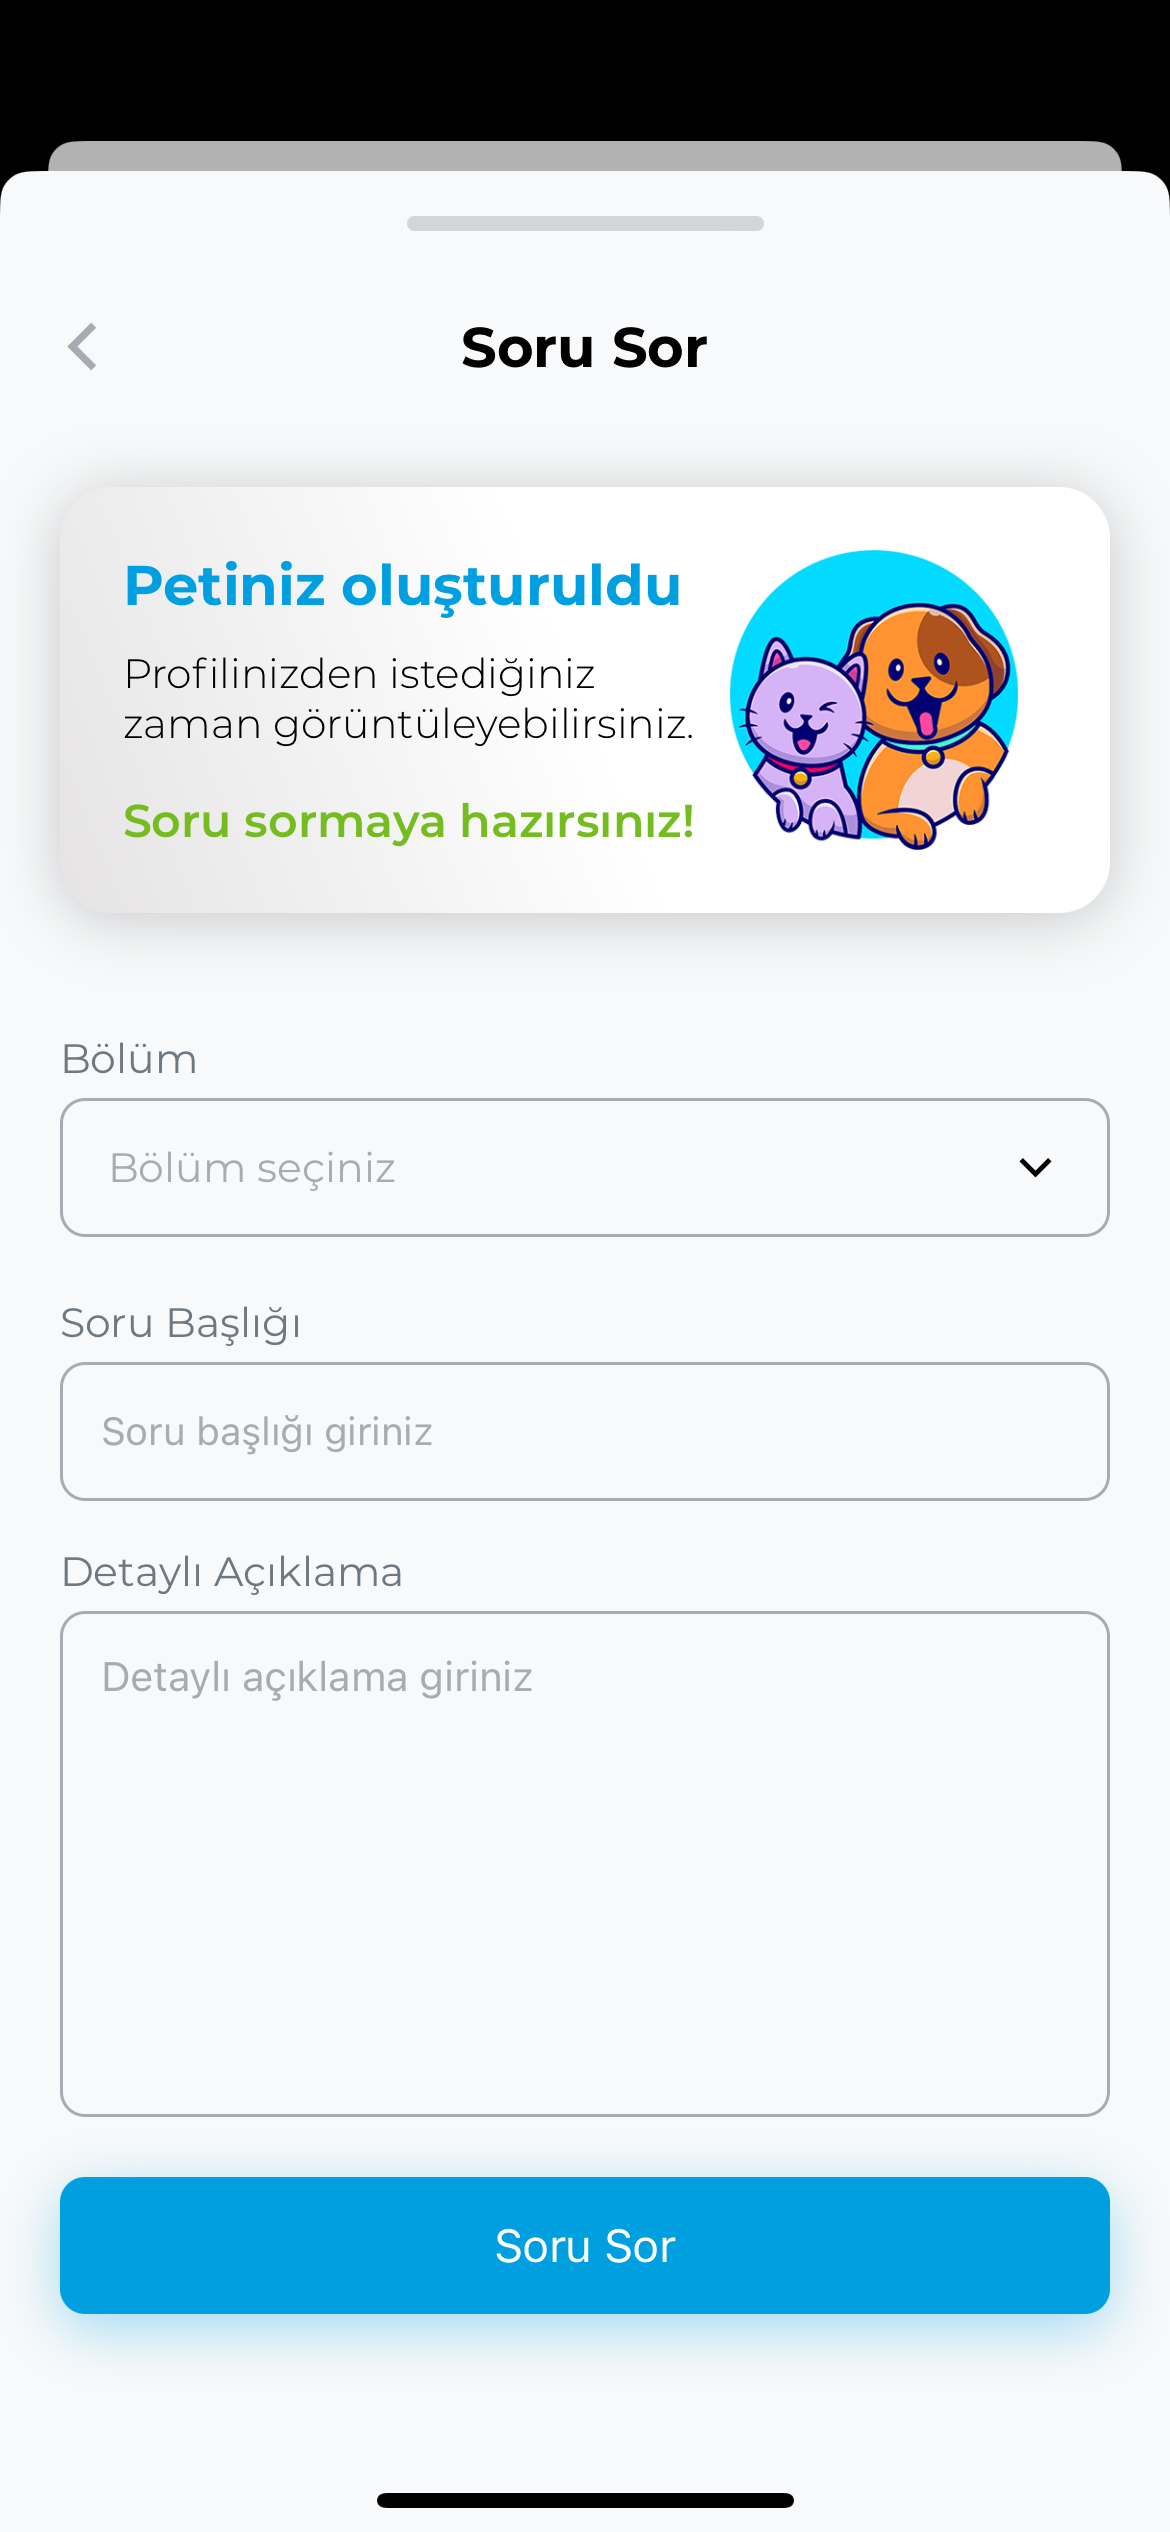 Soru Sor
Petiniz oluşturuldu
Profilinizden istediğiniz
zaman görüntüleyebilirsiniz.
Soru sormaya hazırsınız!
Bölüm
Bölüm seçiniz
Soru Başlığı
Soru başlığı giriniz
Detaylı Açıklama
Detaylı açıklama giriniz
Soru Sor